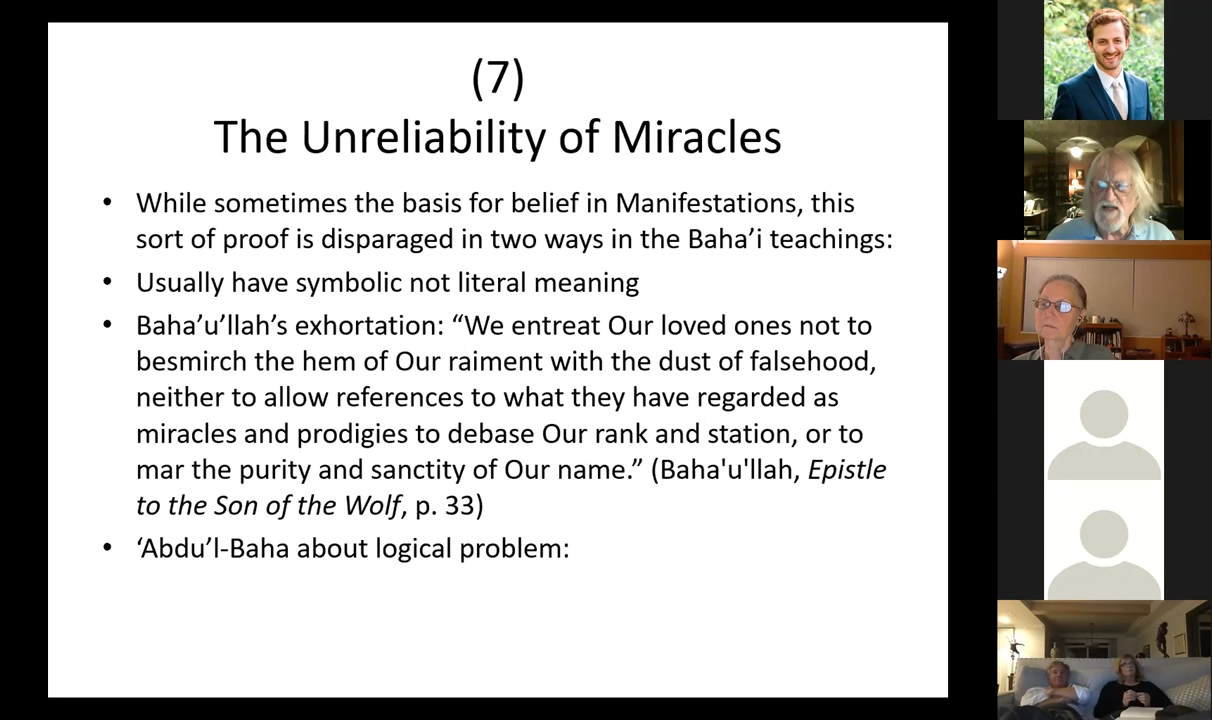 (7)
The Unreliability of Miracles
• While sometimes the basis for belief in Manifestations, this
sort of proof is disparaged in two ways in the Baha’i teachings:
• Usually have symbolic not literal meaning
• Baha’u’llah’s exhortation: “We entreat Our loved ones not to
besmirch the hem of Our raiment with the dust of falsehood,
neither to allow references to what they have regarded as
miracles and prodigies to debase Our rank and station, or to
mar the purity and sanctity of Our name.” (Baha'u'llah, Epistle
to the Son of the Wolf, p. 33)
• ‘Abdu’l-Baha about logical problem: